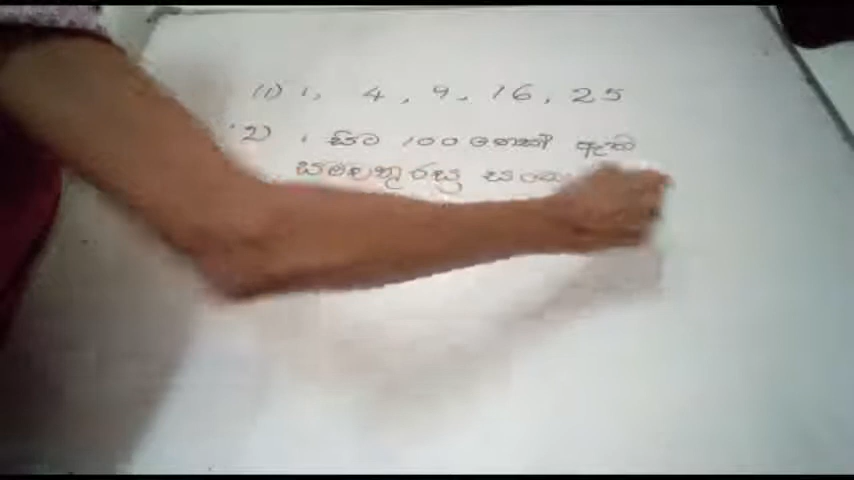 (1) 1, 4, 9, 16, 25
(2) 1 සිට 100 තෙක් ඇති
සමචතුරස්‍ර